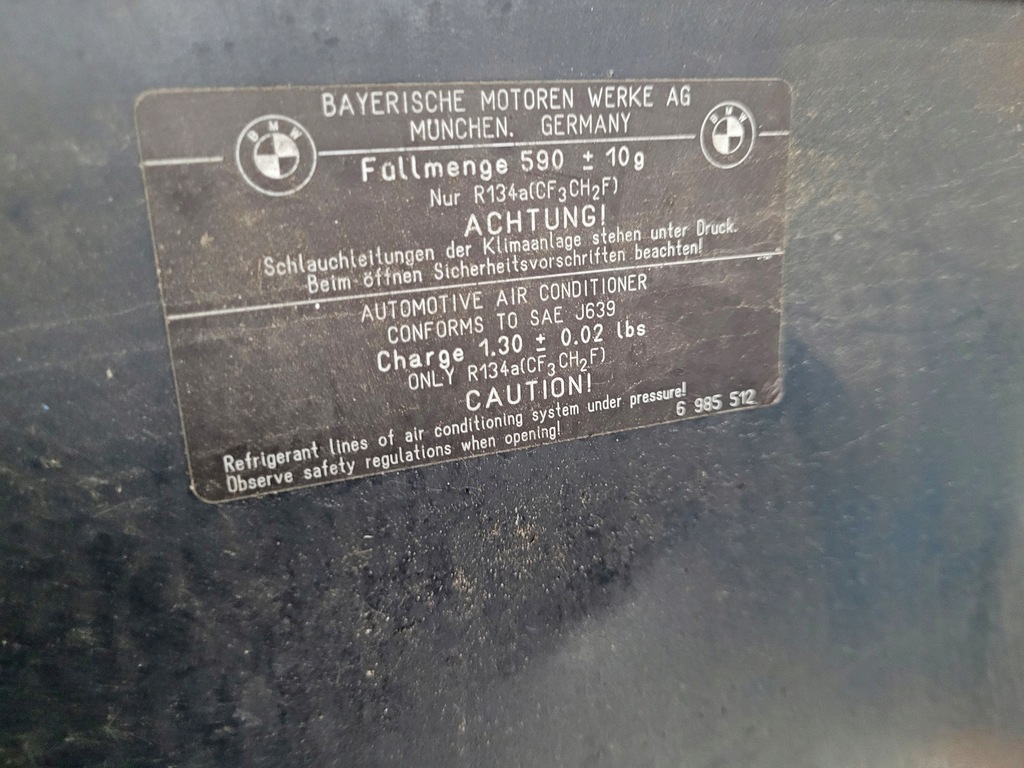 BAYERISCHE MOTOREN WERKE AG
MÜNCHEN. GERMANY
BMW
BMW
Füllmenge 590 ± 10g
Nur R134a(CF₃CH₂F)
ACHTUNG!
Schlauchleitungen der Klimaanlage stehen unter Druck.
Beim öffnen Sicherheitsvorschriften beachten!
AUTOMOTIVE AIR CONDITIONER
CONFORMS TO SAE J639
Charge 1.30 ± 0.02 lbs
ONLY R134a(CF₃CH₂F)
CAUTION!
Refrigerant lines of air conditioning system under pressure!
Observe safety regulations when opening!
6 985 512